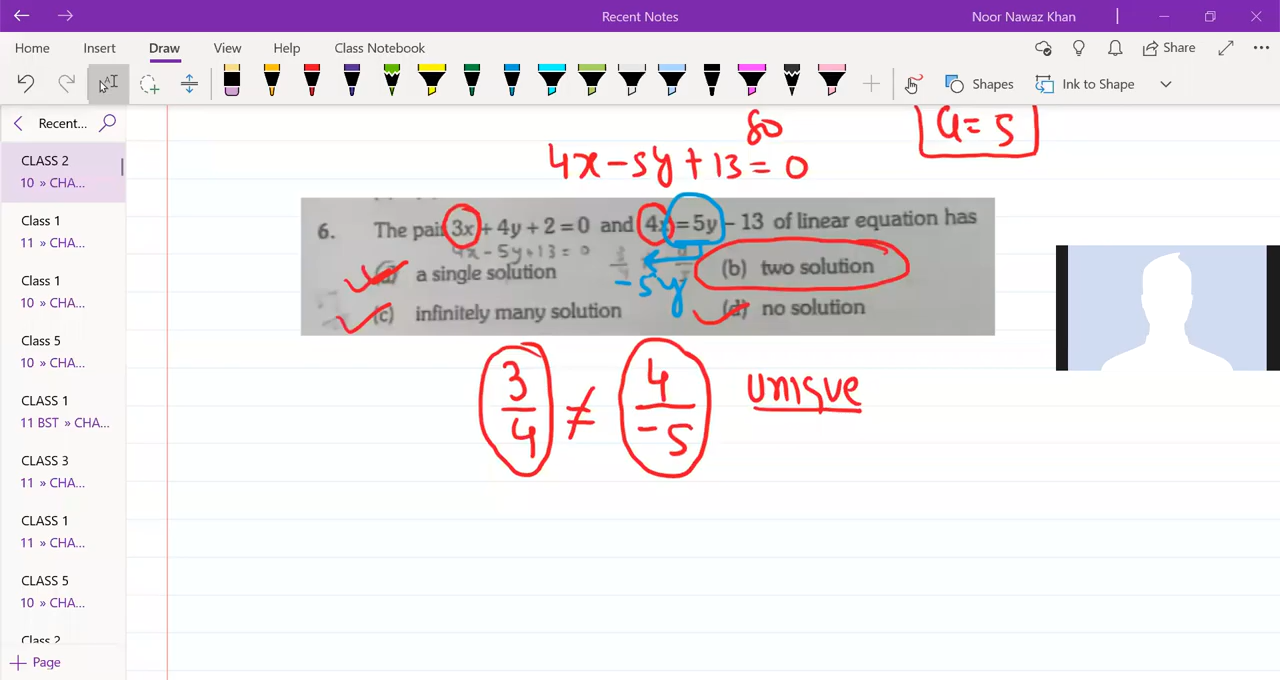 Recent Notes
Noor Nawaz Khan
Home Insert Draw View Help Class Notebook
Share
Shapes
Ink to Shape
Recent...
CLASS 2
10 » CHA...
Class 1
11 » CHA...
Class 1
10 » CHA...
Class 5
10 » CHA...
CLASS 1
11 BST » CHA...
CLASS 3
11 » CHA...
CLASS 1
11 » CHA...
CLASS 5
10 » CHA...
Class 2
Page
80
a = 5
4x - 5y + 13 = 0
6. The pai 3x + 4y + 2 = 0 and 4x = 5y - 13 of linear equation has
4x - 5y + 13 = 0
(a) a single solution
(b) two solution
- 5y
(c) infinitely many solution
(d) no solution
3/4 ≠ 4/-5 unique